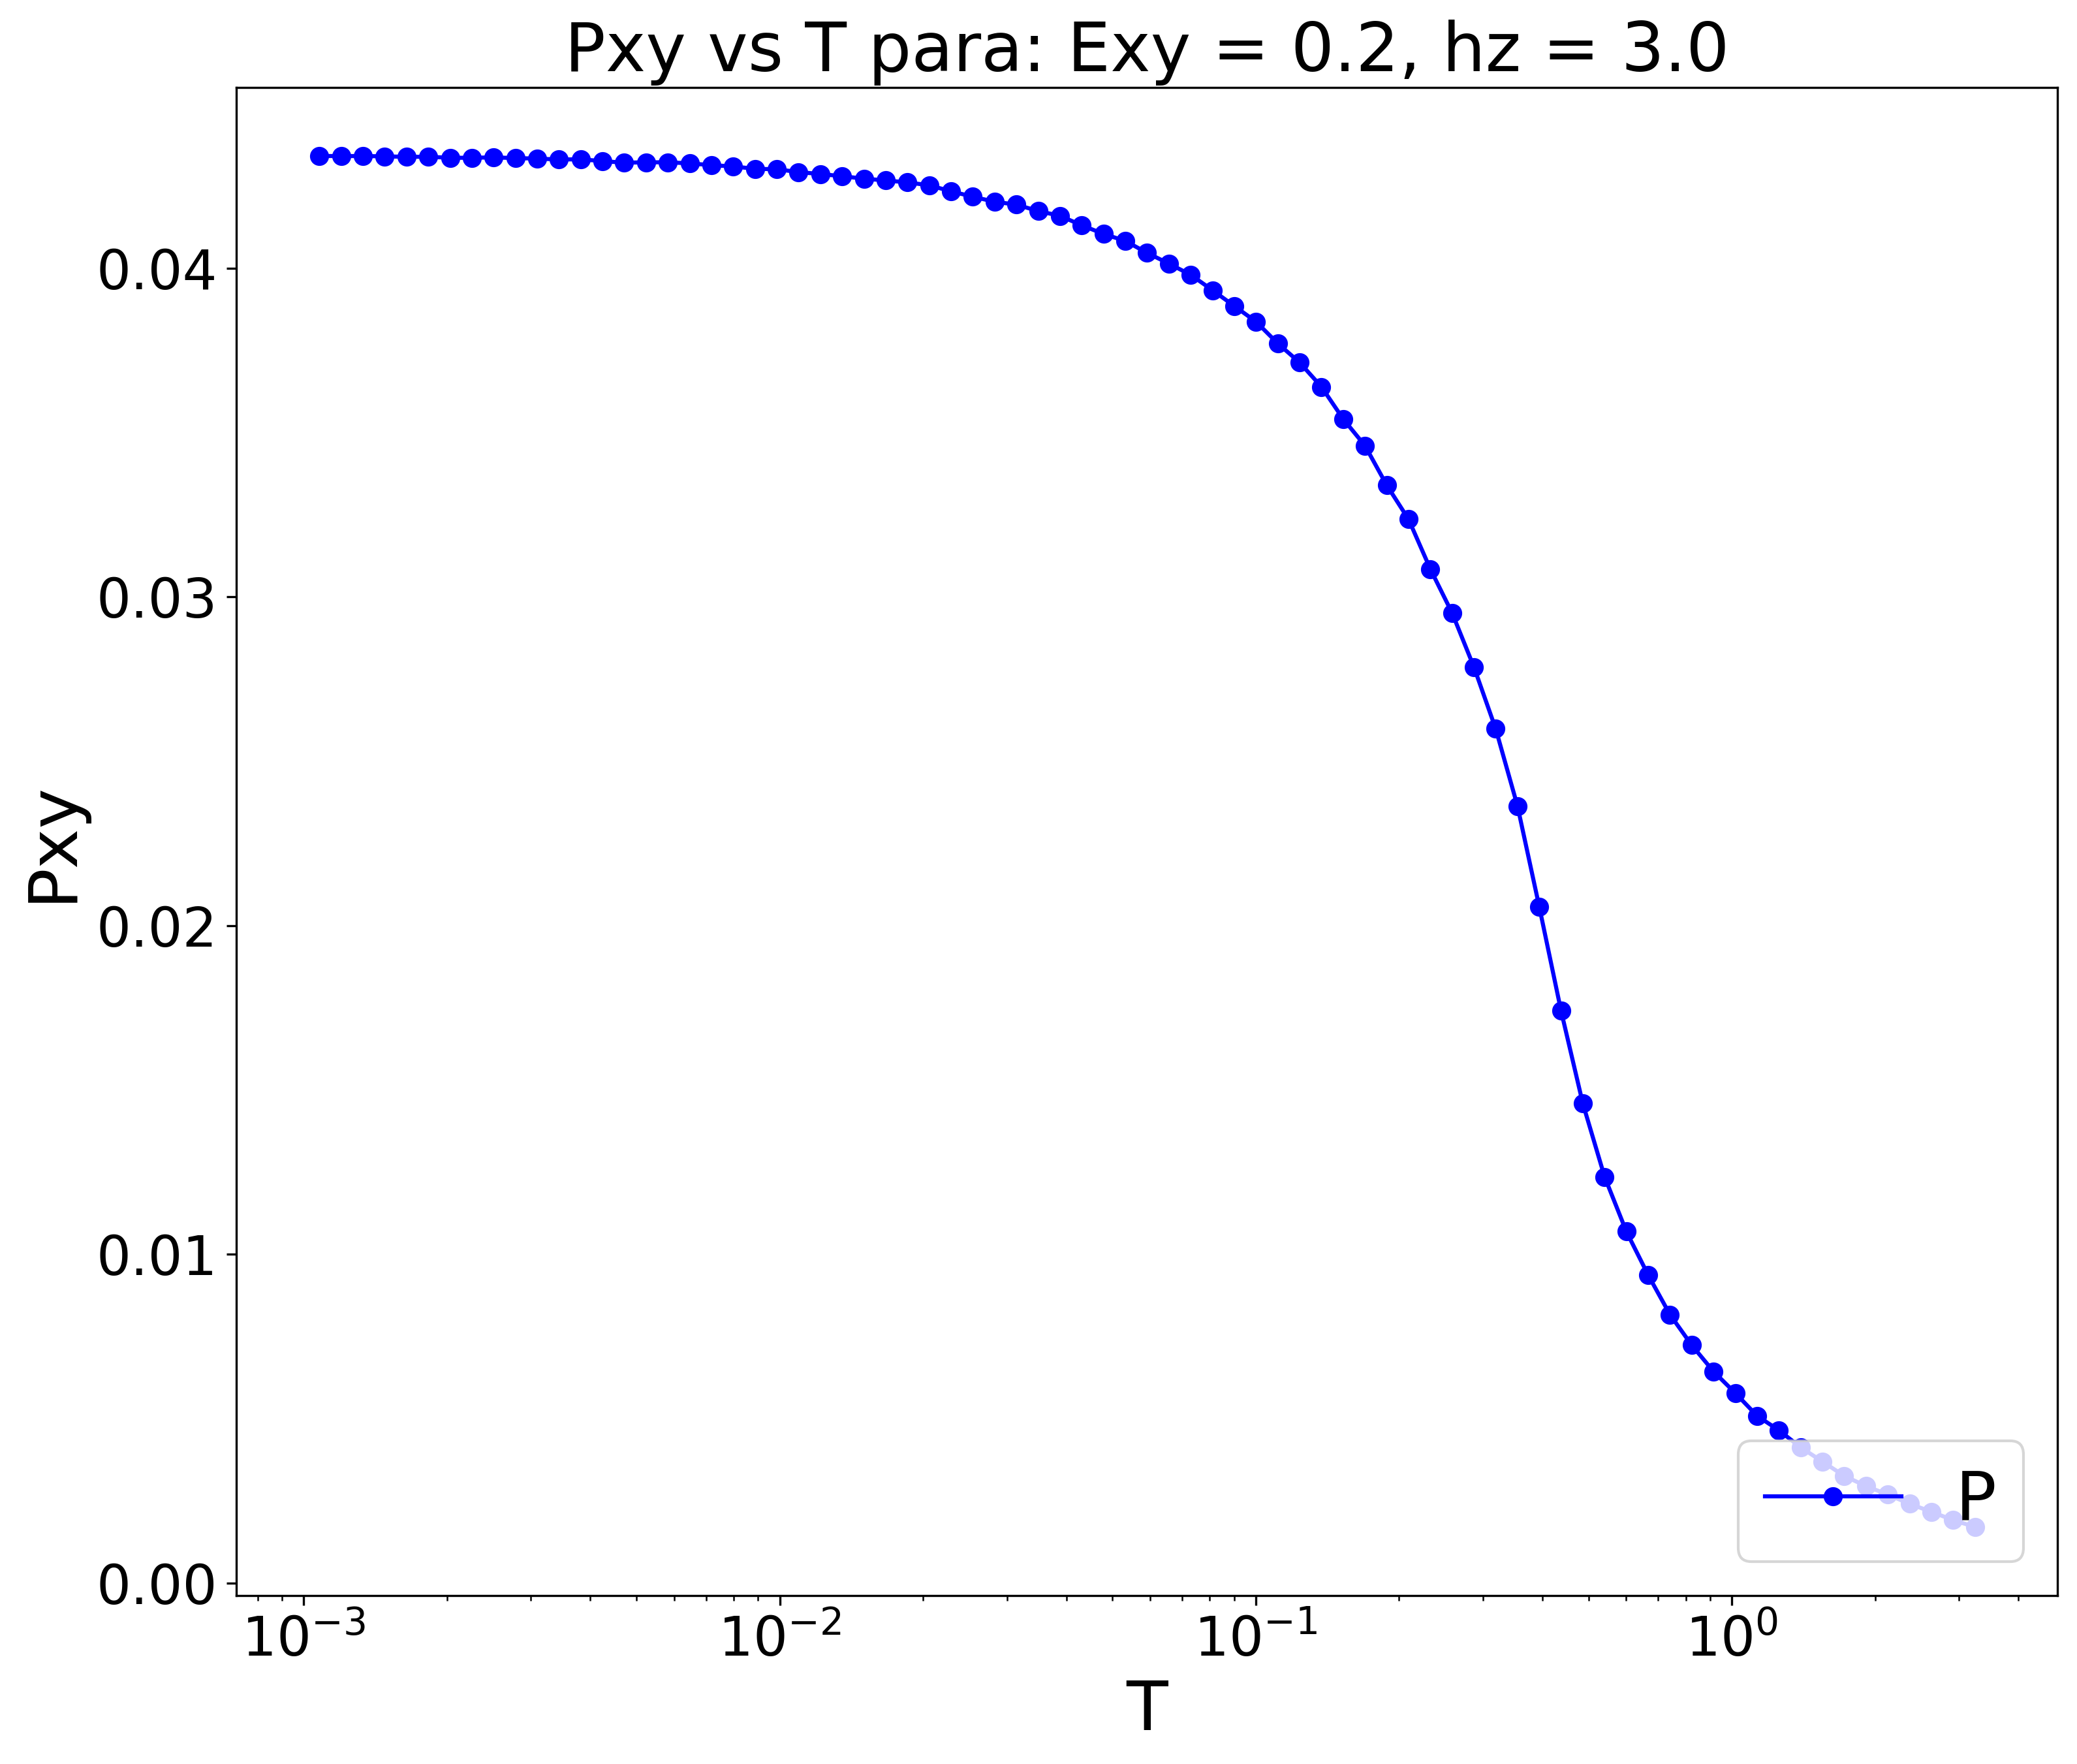 Pxy vs T para: Exy = 0.2, hz = 3.0
Pxy
0.04
0.03
0.02
0.01
0.00
10⁻³ 10⁻² 10⁻¹ 10⁰
T
P